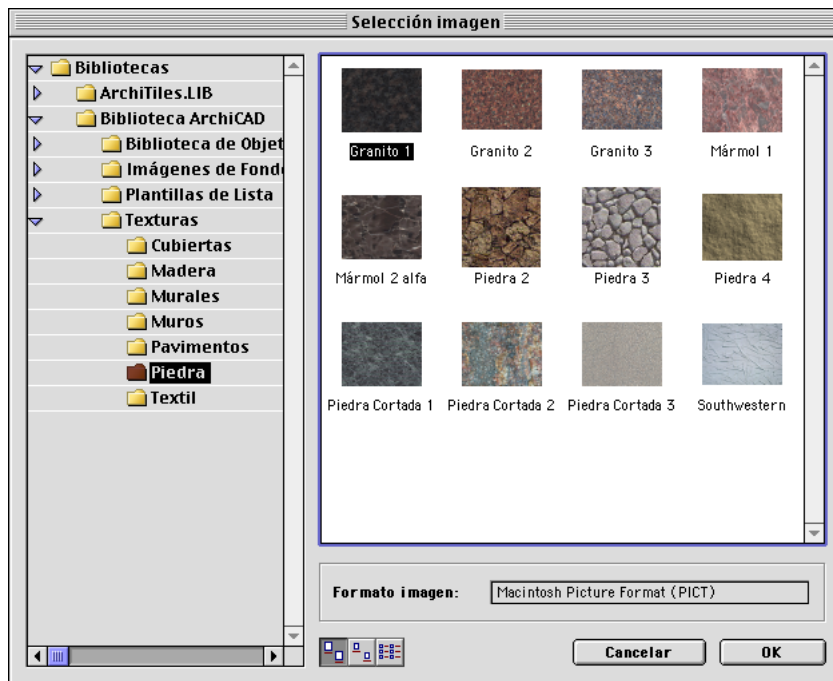 Selección imagen
Bibliotecas
ArchiTiles.LIB
Biblioteca ArchiCAD
Biblioteca de Objet
Imágenes de Fond
Plantillas de Lista
Texturas
Cubiertas
Madera
Murales
Muros
Pavimentos
Piedra
Textil
Granito 1
Granito 2
Granito 3
Mármol 1
Mármol 2 alfa
Piedra 2
Piedra 3
Piedra 4
Piedra Cortada 1
Piedra Cortada 2
Piedra Cortada 3
Southwestern
Formato imagen:
Macintosh Picture Format (PICT)
Cancelar
OK